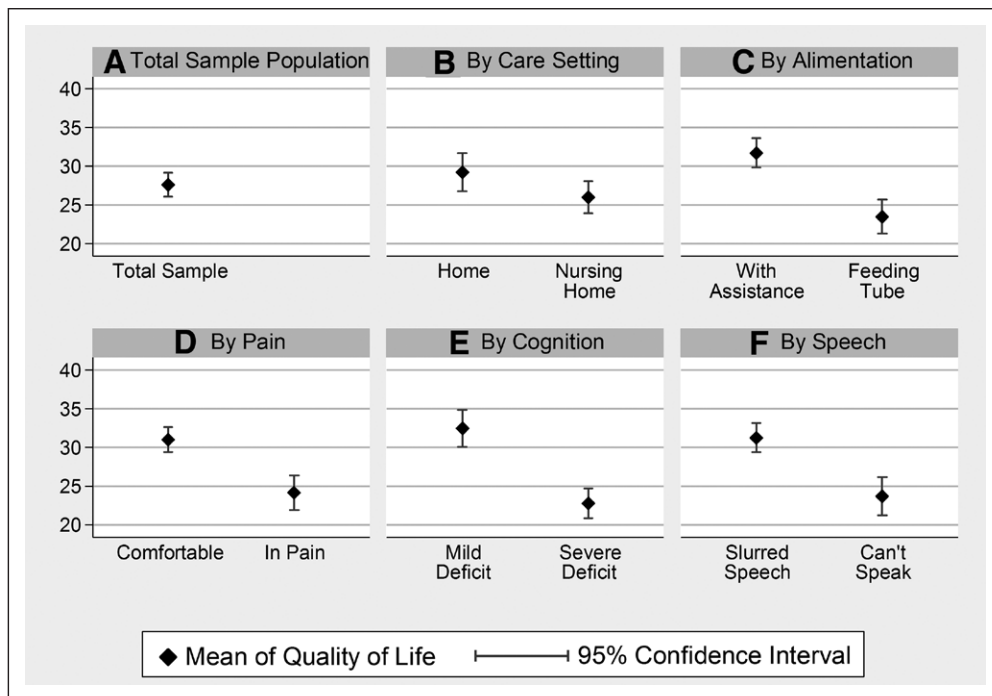 A Total Sample Population
B By Care Setting
C By Alimentation
40
35
30
25
20
Total Sample
Home
Nursing
Home
With
Assistance
Feeding
Tube
D By Pain
E By Cognition
F By Speech
40
35
30
25
20
Comfortable
In Pain
Mild
Deficit
Severe
Deficit
Slurred
Speech
Can't
Speak
Mean of Quality of Life
95% Confidence Interval